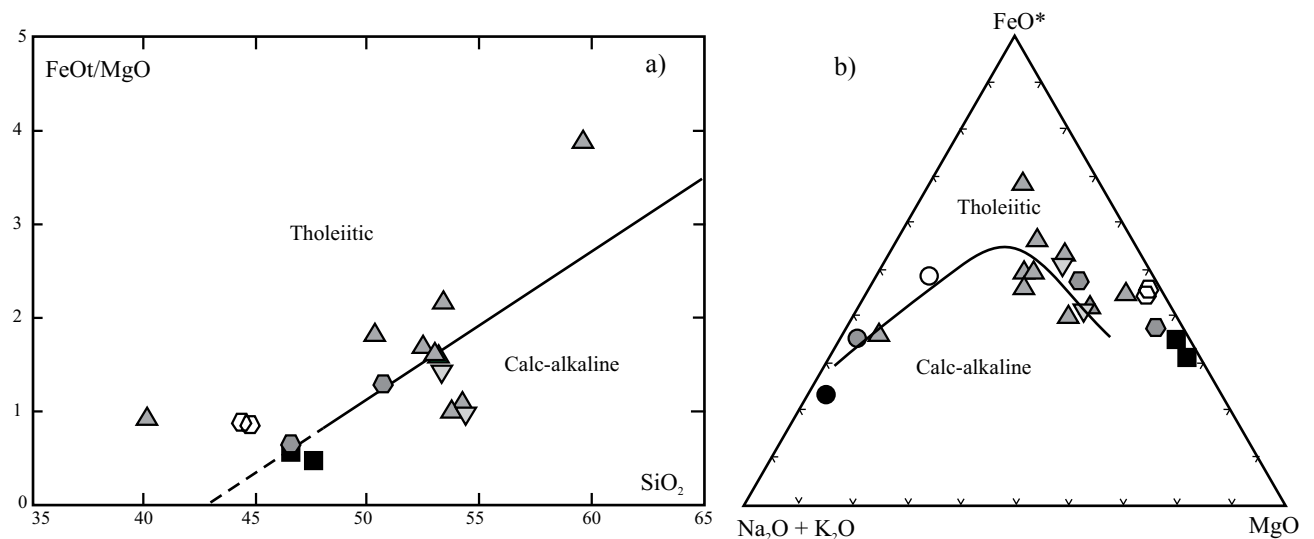 5
FeOt/MgO
a)
4
3
Tholeiitic
2
Calc-alkaline
1
SiO₂
0
35 40 45 50 55 60 65
FeO*
b)
Tholeiitic
Calc-alkaline
Na₂O + K₂O
MgO